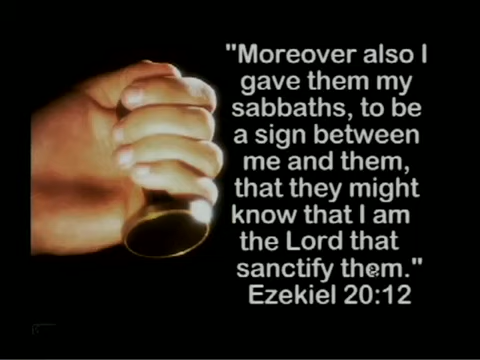 "Moreover also I
gave them my
sabbaths, to be
a sign between
me and them,
that they might
know that I am
the Lord that
sanctify them."
Ezekiel 20:12